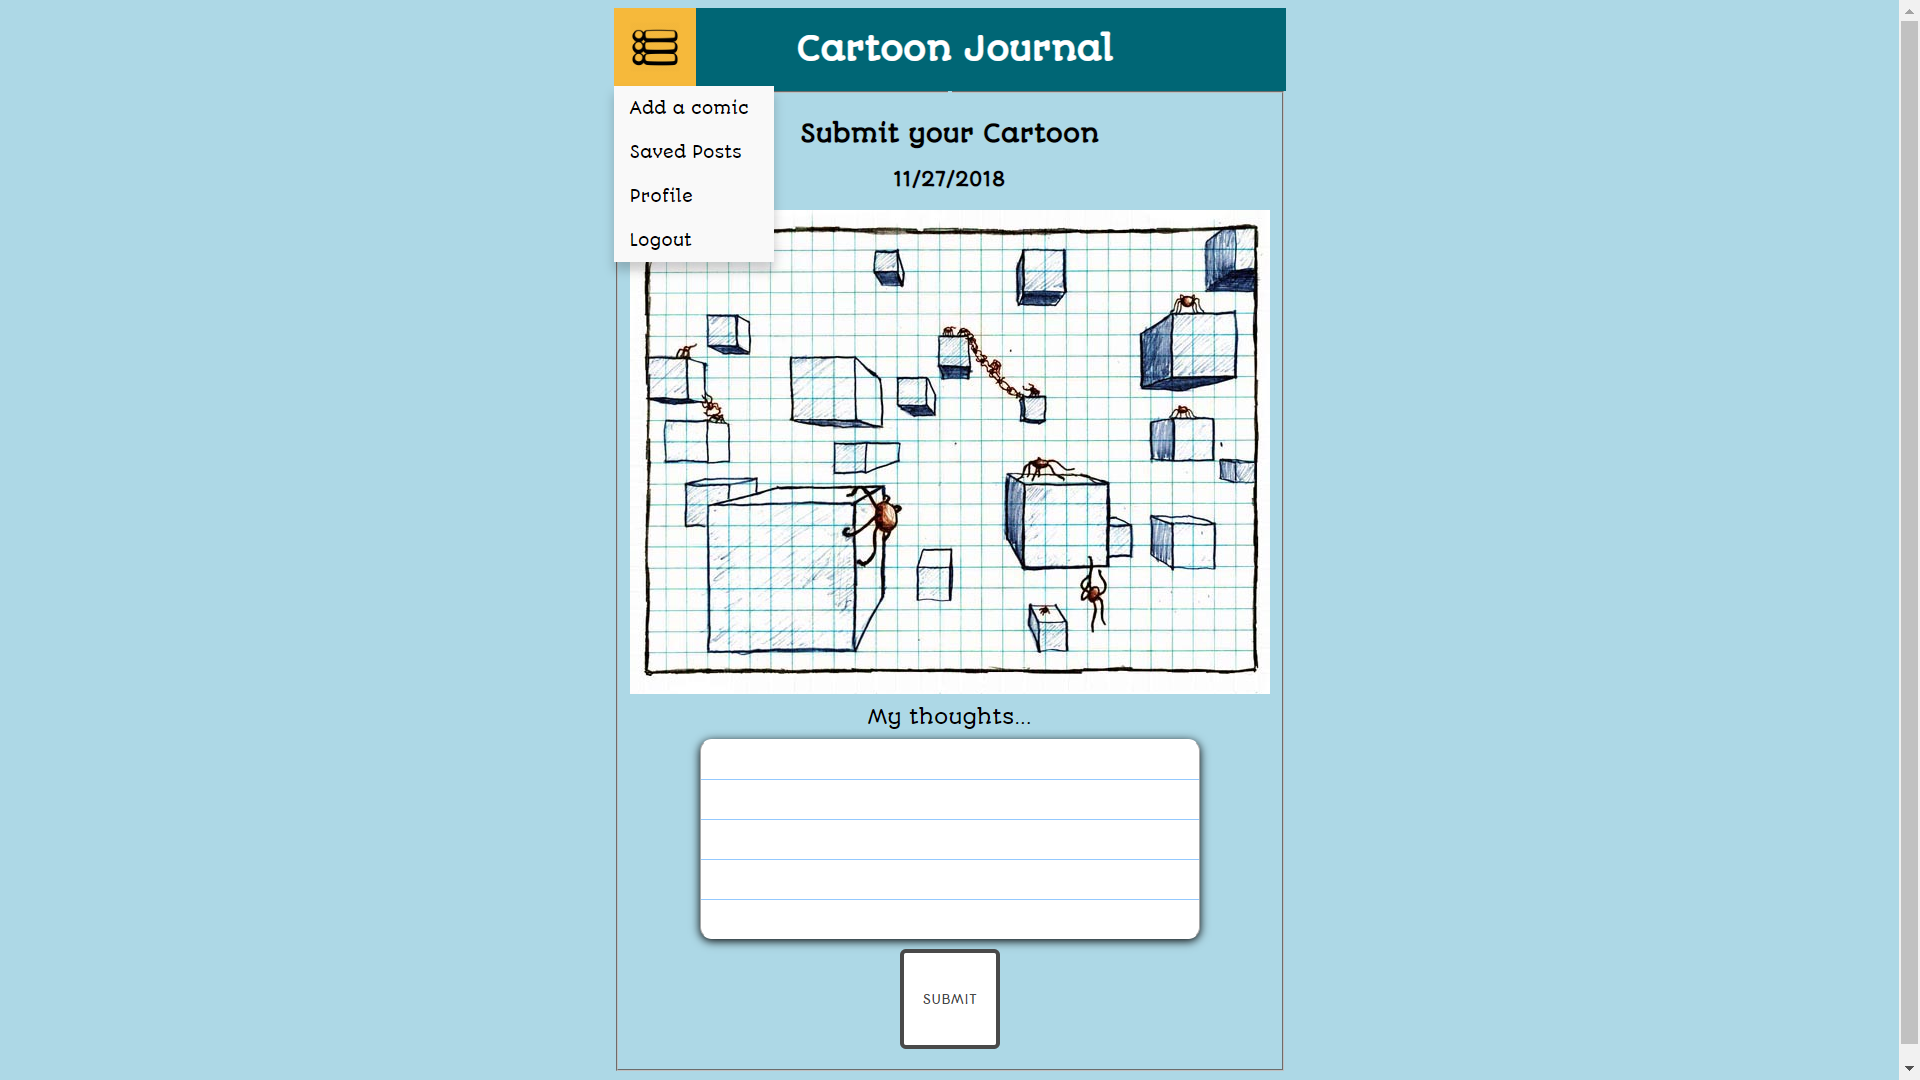 Cartoon Journal
Add a comic
Saved Posts
Profile
Logout
Submit your Cartoon
11/27/2018
My thoughts...
SUBMIT